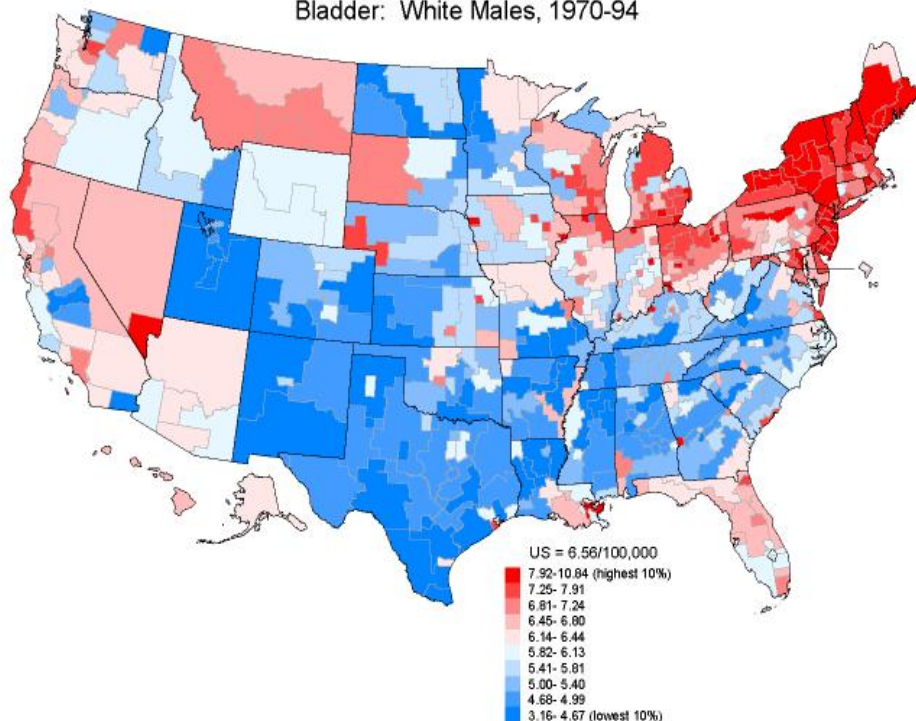 Bladder: White Males, 1970-94
US = 6.56/100,000
7.92-10.84 (highest 10%)
7.25- 7.91
6.81- 7.24
6.45- 6.80
6.14- 6.44
5.82- 6.13
5.41- 5.81
5.00- 5.40
4.68- 4.99
3.16- 4.67 (lowest 10%)